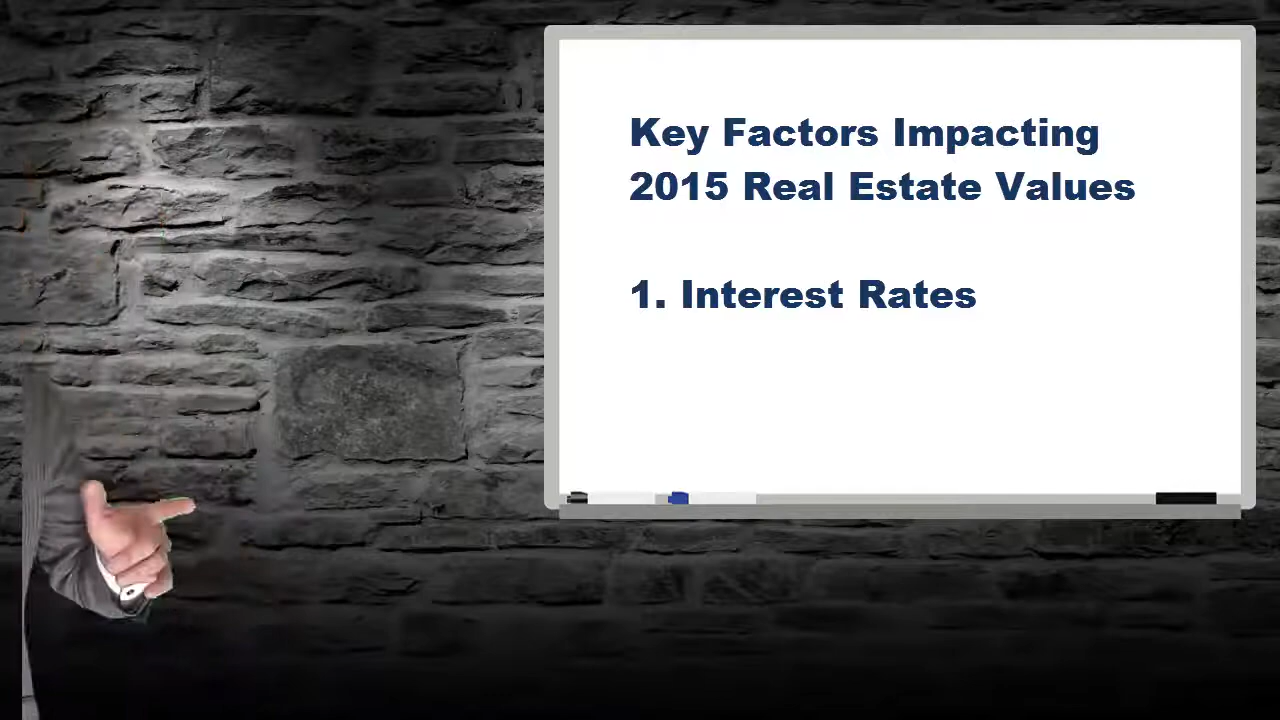 Key Factors Impacting
2015 Real Estate Values
1. Interest Rates